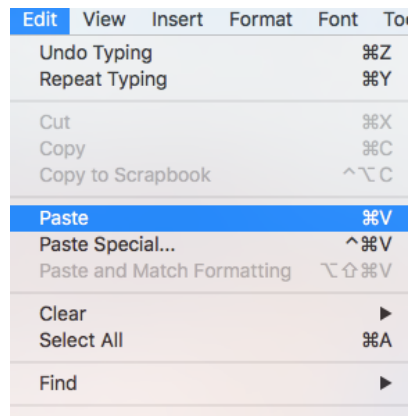 Edit View Insert Format Font
Undo Typing ⌘Z
Repeat Typing ⌘Y
Cut ⌘X
Copy ⌘C
Copy to Scrapbook ^⌥C
Paste ⌘V
Paste Special... ^⌘V
Paste and Match Formatting ⌥⇧⌘V
Clear ▶
Select All ⌘A
Find ▶